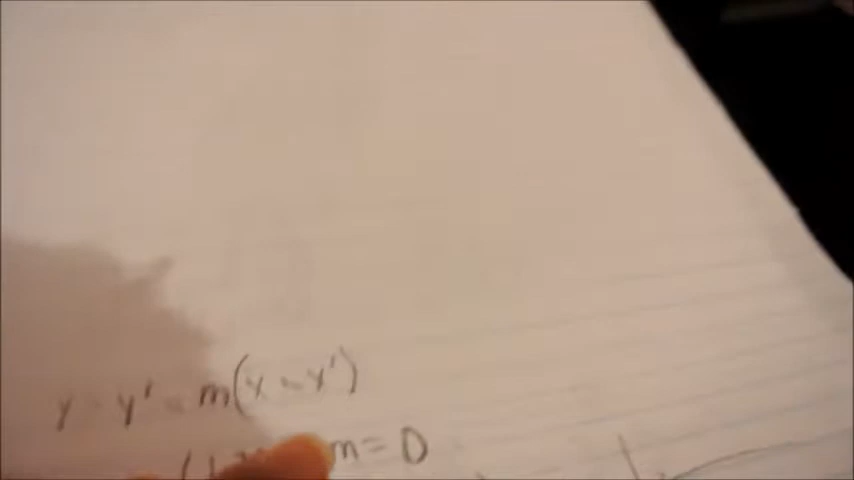 y - y' = m(x - x')
m = 0